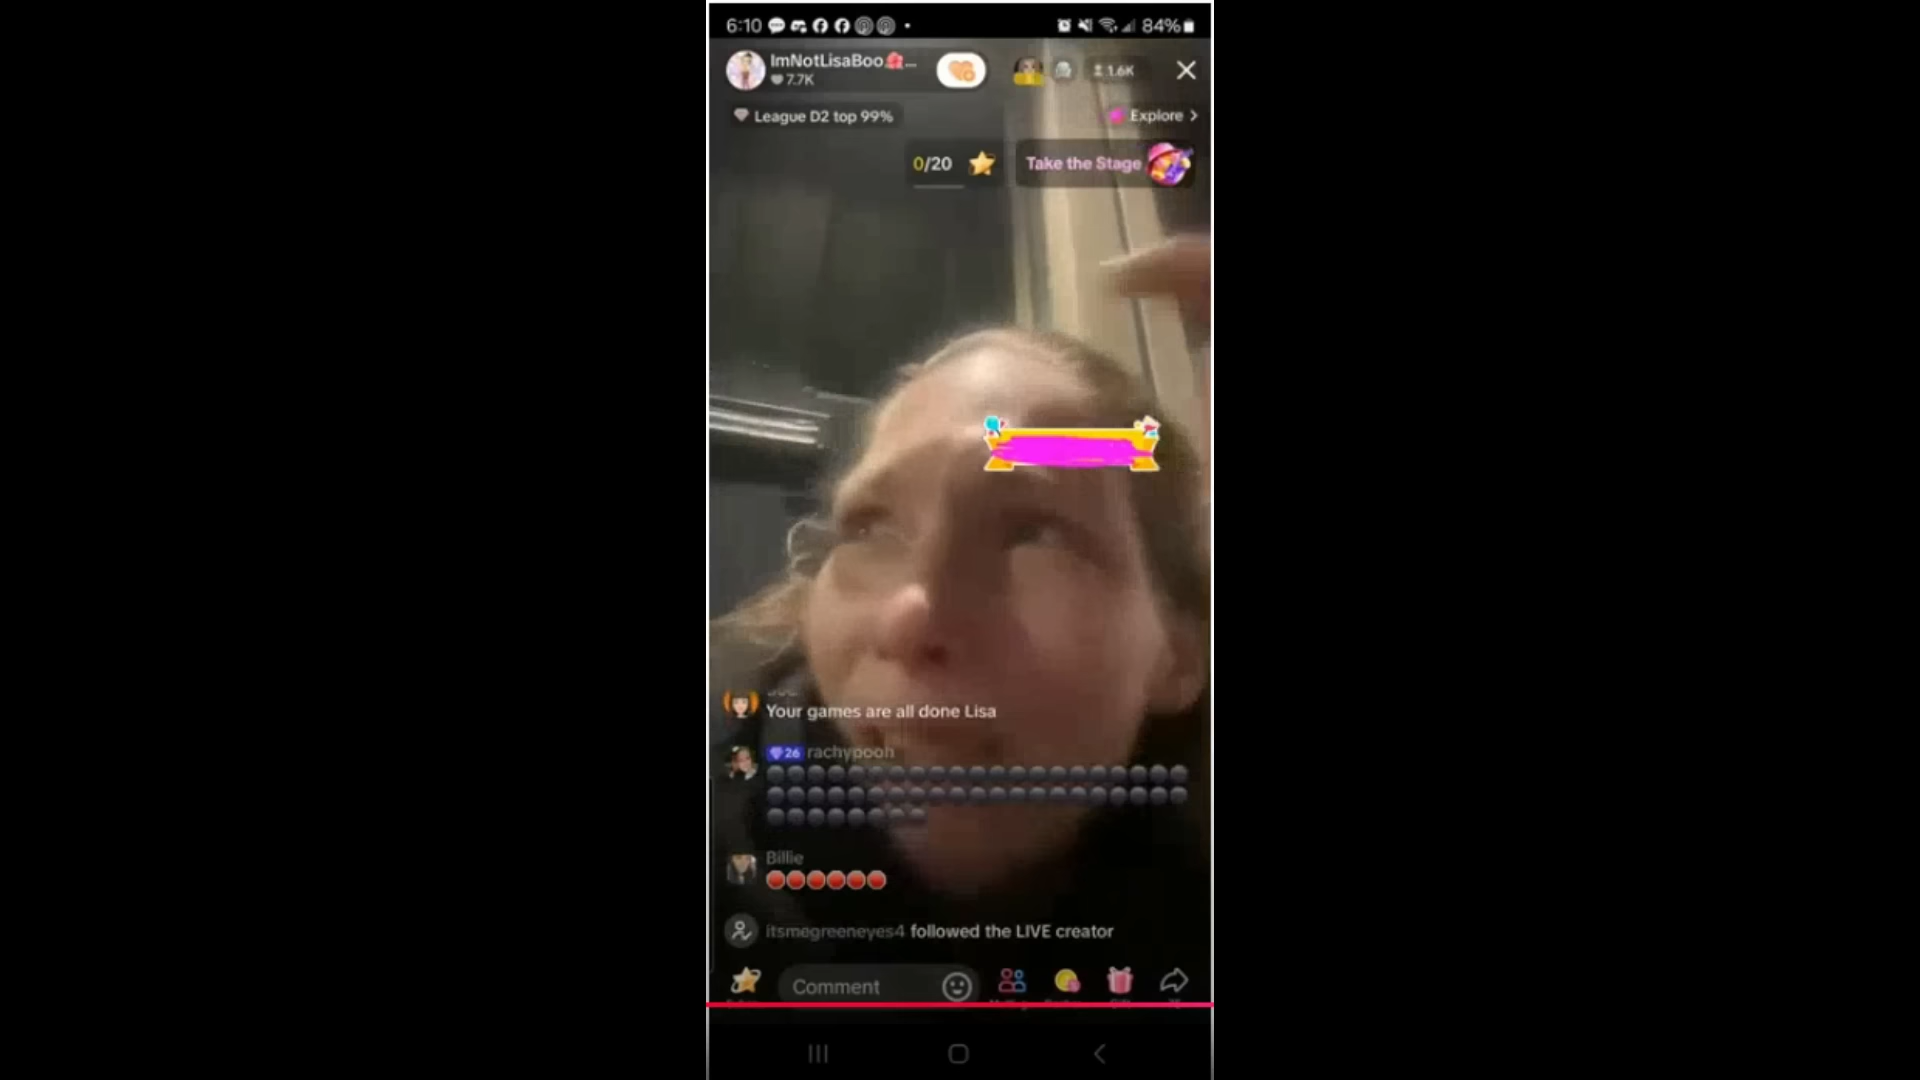 6:10
84%
ImNotLisaBoo...
7.7K
1.6K
League D2 top 99%
Explore >
0/20
Take the Stage
Your games are all done Lisa
26 rachypooh
Billie
itsmegreeneyes4 followed the LIVE creator
Comment